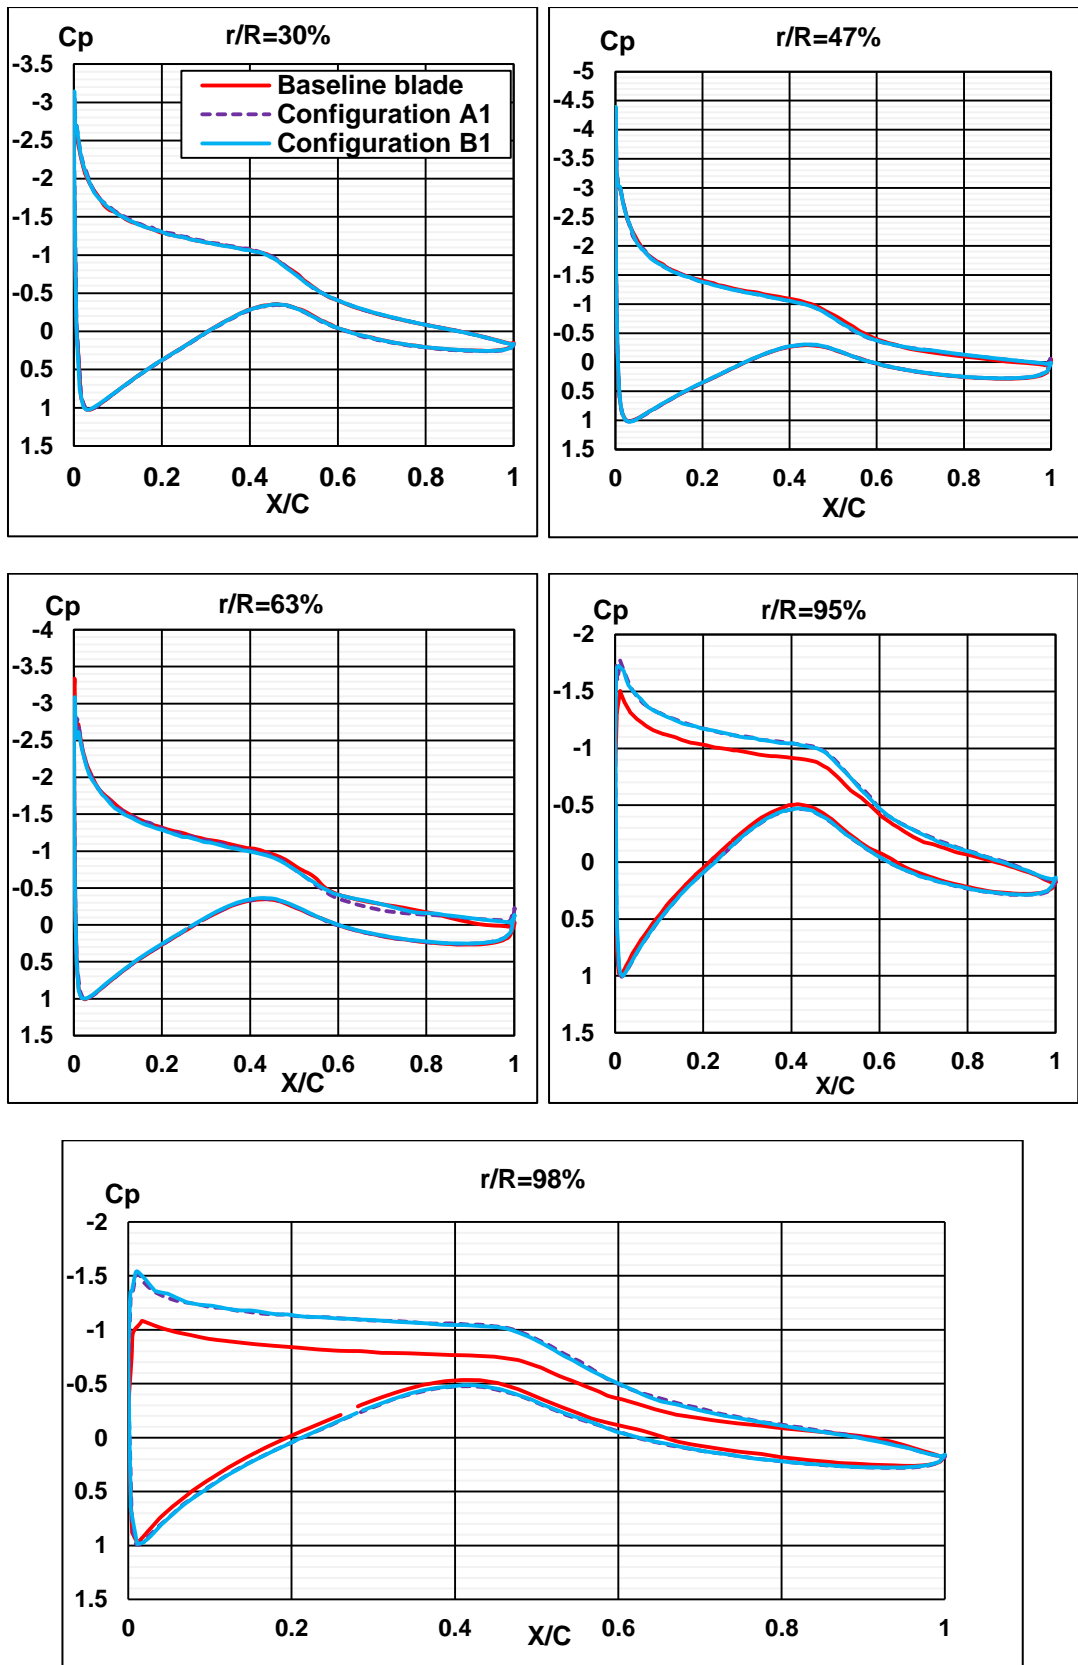 r/R=30%
Cp
-3.5
-3
-2.5
-2
-1.5
-1
-0.5
0
0.5
1
1.5
Baseline blade
Configuration A1
Configuration B1
0 0.2 0.4 0.6 0.8 1
X/C
r/R=47%
Cp
-5
-4.5
-4
-3.5
-3
-2.5
-2
-1.5
-1
-0.5
0
0.5
1
1.5
0 0.2 0.4 0.6 0.8 1
X/C
r/R=63%
Cp
-4
-3.5
-3
-2.5
-2
-1.5
-1
-0.5
0
0.5
1
1.5
0 0.2 0.4 0.6 0.8 1
X/C
r/R=95%
Cp
-2
-1.5
-1
-0.5
0
0.5
1
1.5
0 0.2 0.4 0.6 0.8 1
X/C
r/R=98%
Cp
-2
-1.5
-1
-0.5
0
0.5
1
1.5
0 0.2 0.4 0.6 0.8 1
X/C